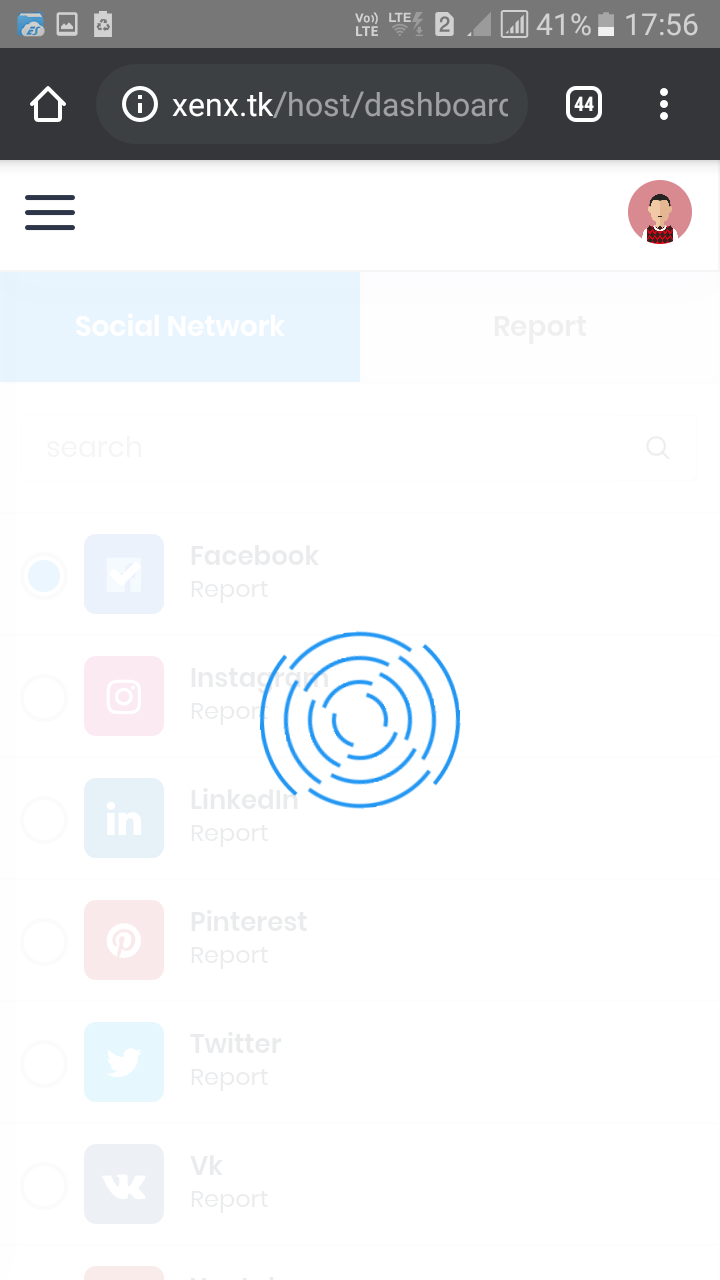 Vo)) LTE LTE 2 41% 17:56
xenx.tk/host/dashboard
44
Social Network Report
search
Facebook
Report
Instagram
Report
LinkedIn
Report
Pinterest
Report
Twitter
Report
Vk
Report